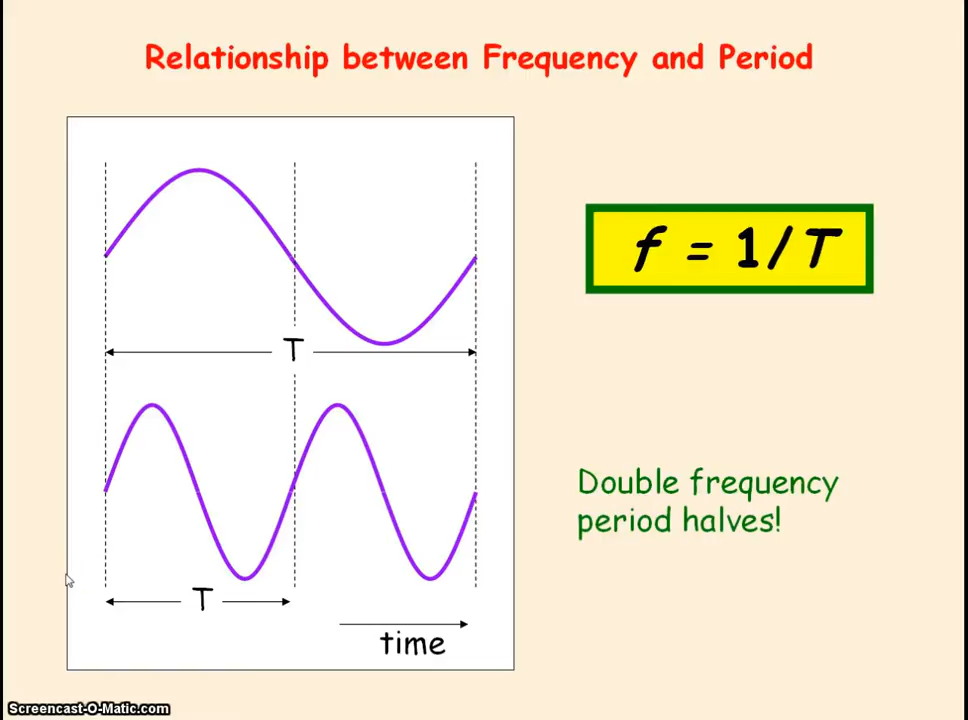 Relationship between Frequency and Period
f = 1/T
T
Double frequency
period halves!
T
time
Screencast-O-Matic.com